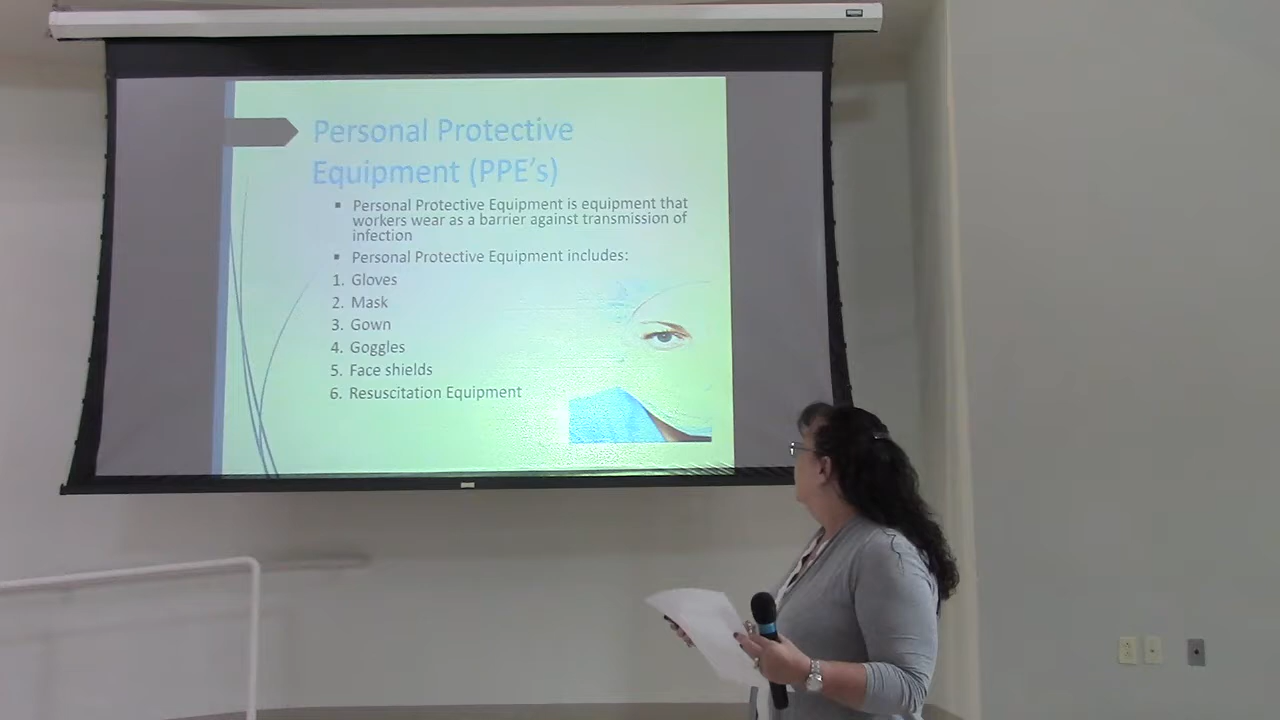 Personal Protective
Equipment (PPE's)
▪ Personal Protective Equipment is equipment that
workers wear as a barrier against transmission of
infection
▪ Personal Protective Equipment includes:
1. Gloves
2. Mask
3. Gown
4. Goggles
5. Face shields
6. Resuscitation Equipment